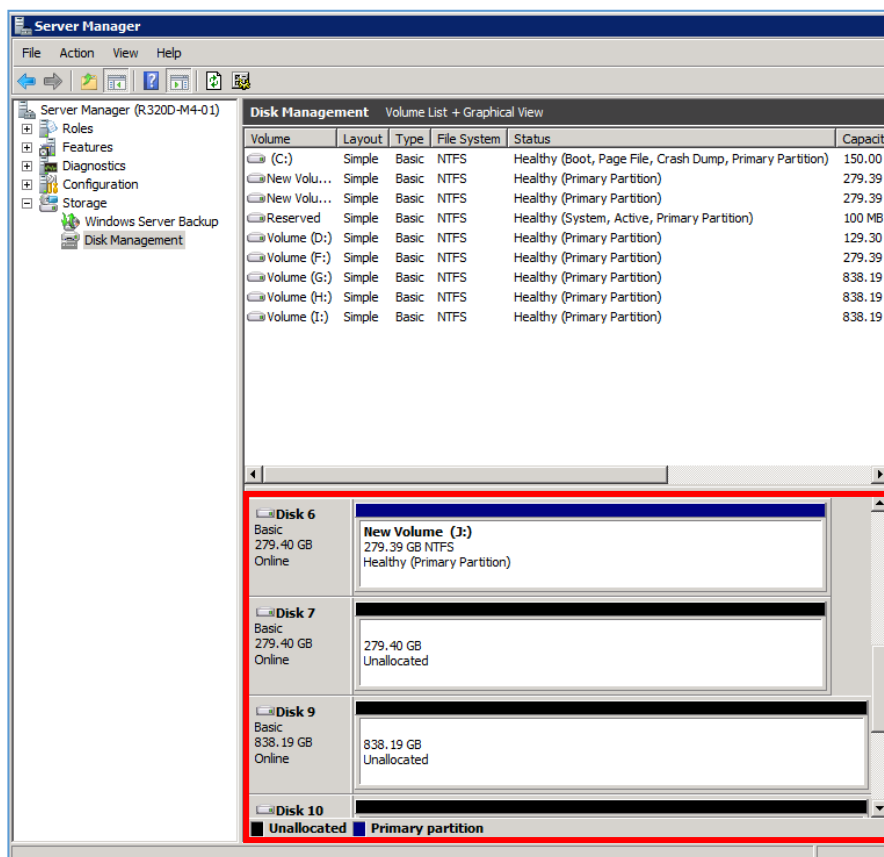 Server Manager
File Action View Help
Server Manager (R320D-M4-01)
Roles
Features
Diagnostics
Configuration
Storage
Windows Server Backup
Disk Management
Disk Management Volume List + Graphical View
Volume Layout Type File System Status Capacit
(C:) Simple Basic NTFS Healthy (Boot, Page File, Crash Dump, Primary Partition) 150.00
New Volu... Simple Basic NTFS Healthy (Primary Partition) 279.39
New Volu... Simple Basic NTFS Healthy (Primary Partition) 279.39
Reserved Simple Basic NTFS Healthy (System, Active, Primary Partition) 100 MB
Volume (D:) Simple Basic NTFS Healthy (Primary Partition) 129.30
Volume (F:) Simple Basic NTFS Healthy (Primary Partition) 279.39
Volume (G:) Simple Basic NTFS Healthy (Primary Partition) 838.19
Volume (H:) Simple Basic NTFS Healthy (Primary Partition) 838.19
Volume (I:) Simple Basic NTFS Healthy (Primary Partition) 838.19
Disk 6
Basic
279.40 GB
Online
New Volume (J:)
279.39 GB NTFS
Healthy (Primary Partition)
Disk 7
Basic
279.40 GB
Online
279.40 GB
Unallocated
Disk 9
Basic
838.19 GB
Online
838.19 GB
Unallocated
Disk 10
Unallocated Primary partition